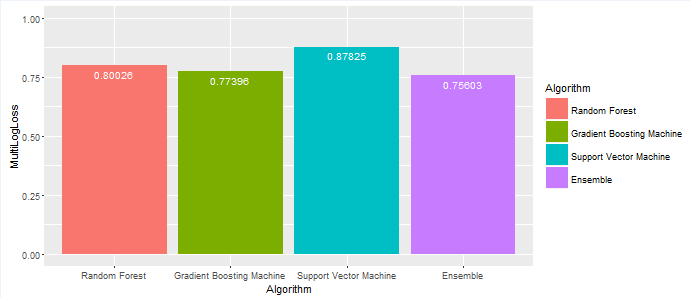 1.00
0.75
0.50
0.25
0.00
MultiLogLoss
0.80026
0.77396
0.87825
0.75603
Random Forest
Gradient Boosting Machine
Support Vector Machine
Ensemble
Algorithm
Algorithm
Random Forest
Gradient Boosting Machine
Support Vector Machine
Ensemble